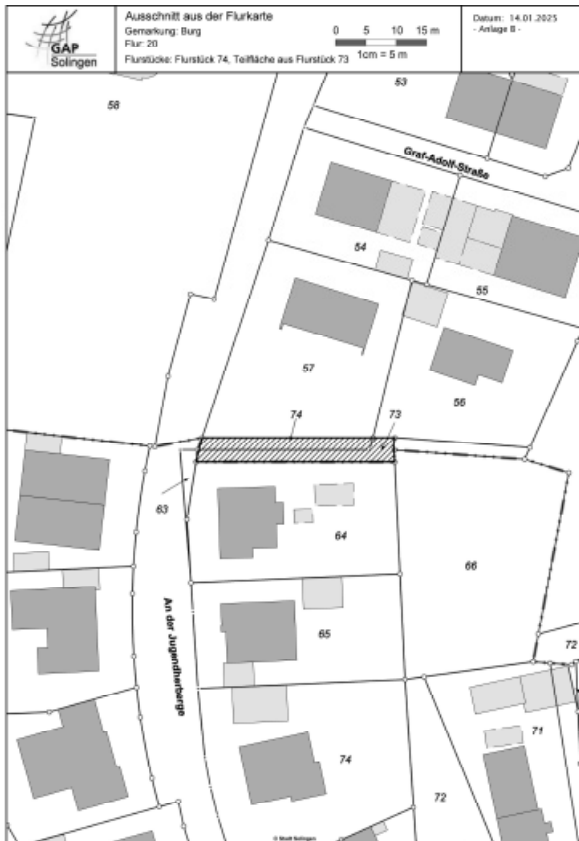 GAP
Solingen
Ausschnitt aus der Flurkarte
Gemarkung: Burg
Flur: 20
Flurstücke: Flurstück 74, Teilfläche aus Flurstück 73
0 5 10 15 m
1cm = 5 m
Datum: 14.01.2025
- Anlage B -
58
53
Graf-Adolf-Straße
54
55
57
56
74
73
63
64
66
65
An der Jugendherberge
72
71
74
72
© Stadt Solingen